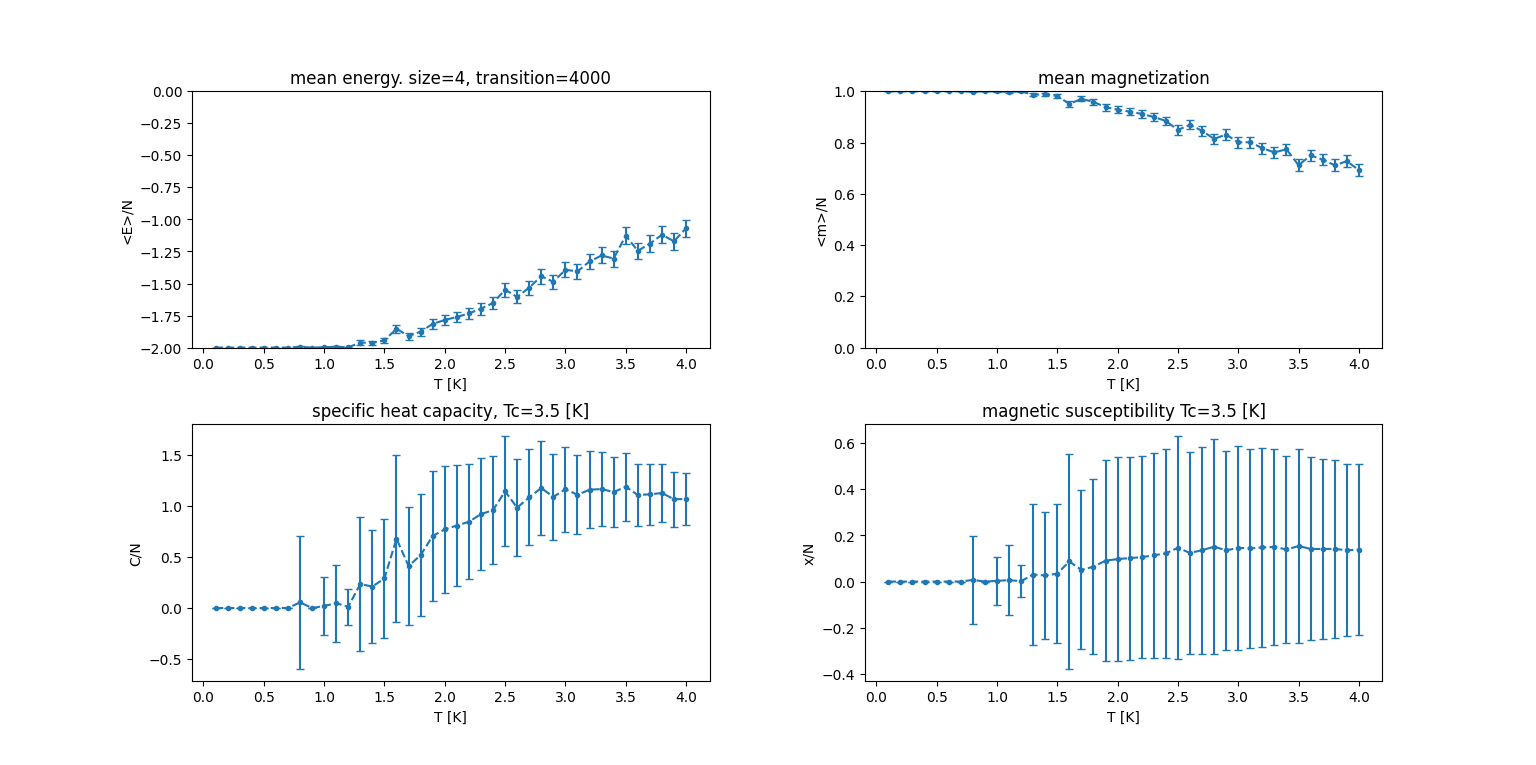 mean energy. size=4, transition=4000
<E>/N
0.00
−0.25
−0.50
−0.75
−1.00
−1.25
−1.50
−1.75
−2.00
0.0 0.5 1.0 1.5 2.0 2.5 3.0 3.5 4.0
T [K]
mean magnetization
<m>/N
1.0
0.8
0.6
0.4
0.2
0.0
0.0 0.5 1.0 1.5 2.0 2.5 3.0 3.5 4.0
T [K]
specific heat capacity, Tc=3.5 [K]
C/N
1.5
1.0
0.5
0.0
−0.5
0.0 0.5 1.0 1.5 2.0 2.5 3.0 3.5 4.0
T [K]
magnetic susceptibility Tc=3.5 [K]
x/N
0.6
0.4
0.2
0.0
−0.2
−0.4
0.0 0.5 1.0 1.5 2.0 2.5 3.0 3.5 4.0
T [K]